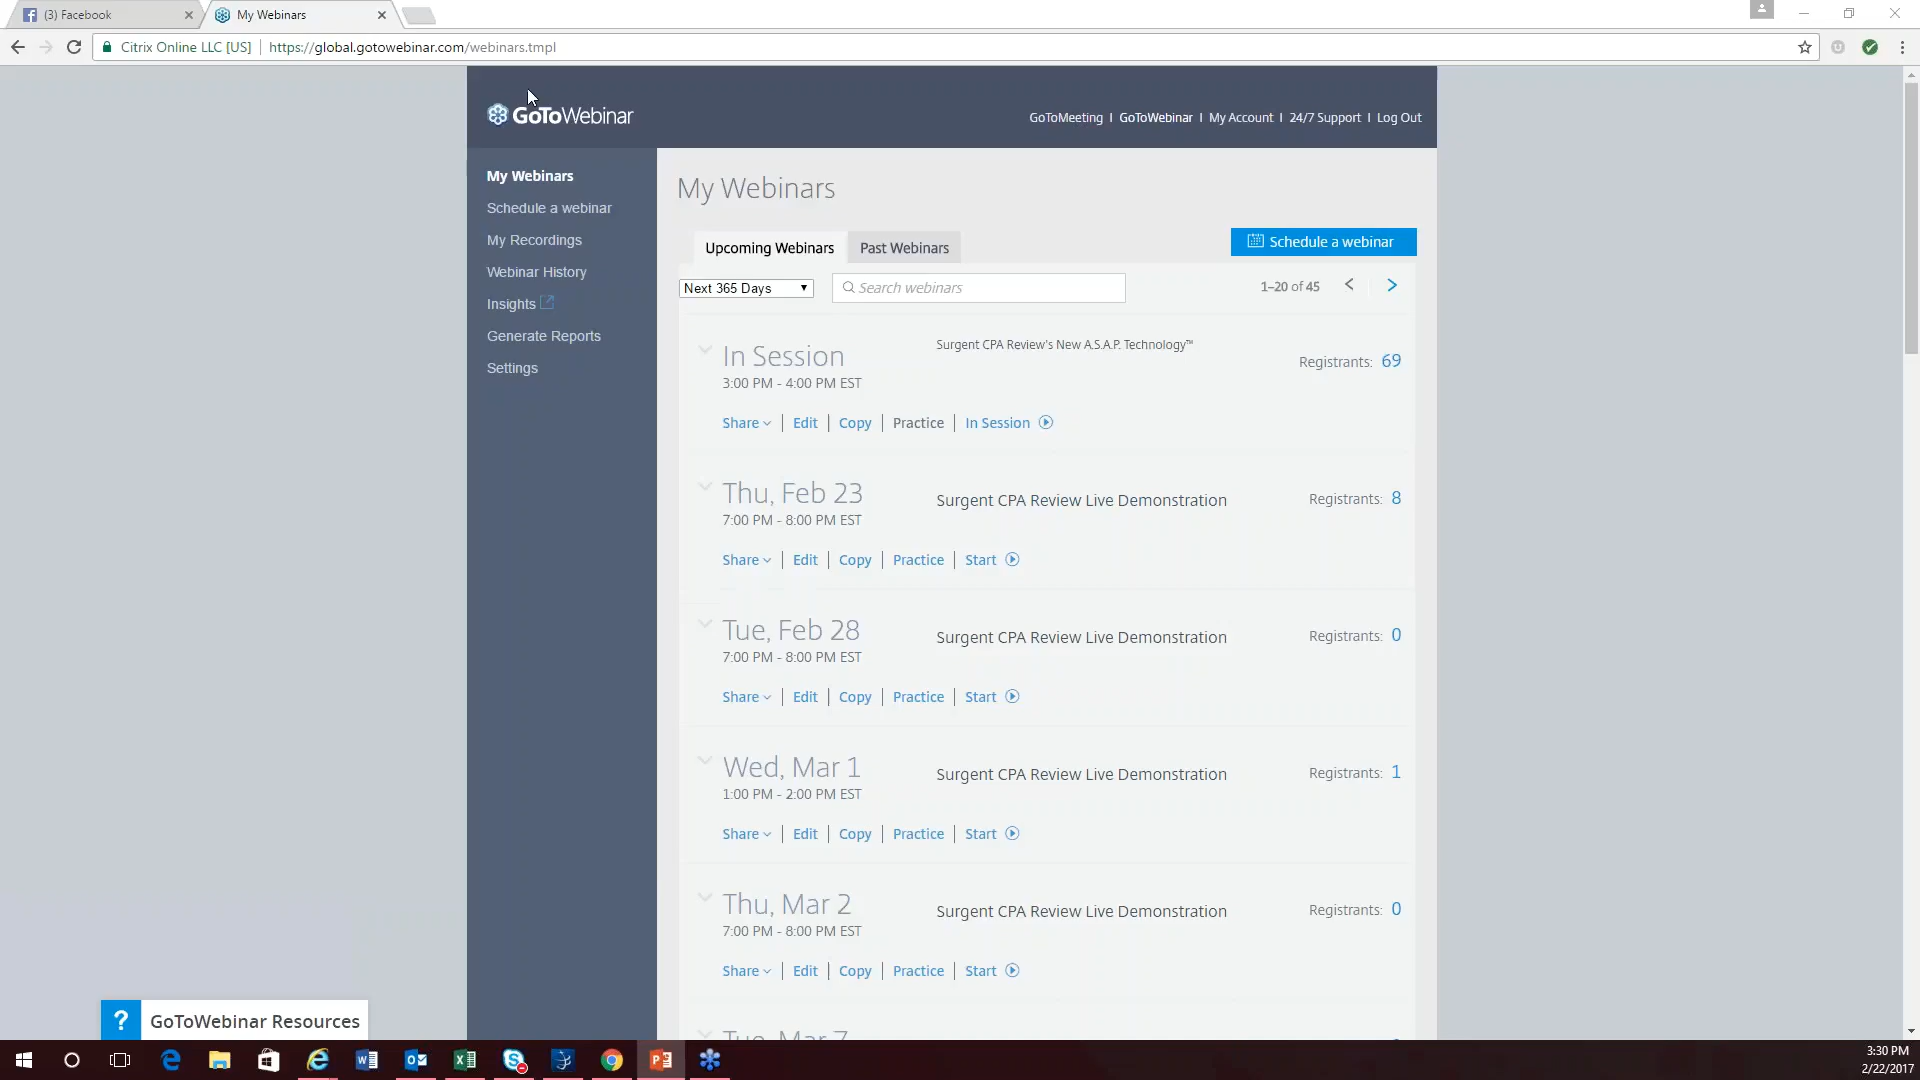 (3) Facebook
My Webinars
Citrix Online LLC [US] | https://global.gotowebinar.com/webinars.tmpl
GoToWebinar
GoToMeeting | GoToWebinar | My Account | 24/7 Support | Log Out
My Webinars
Schedule a webinar
My Recordings
Webinar History
Insights
Generate Reports
Settings
My Webinars
Upcoming Webinars
Past Webinars
Schedule a webinar
Next 365 Days
Search webinars
1–20 of 45
In Session
Surgent CPA Review's New A.S.A.P. Technology™
Registrants: 69
3:00 PM - 4:00 PM EST
Share | Edit | Copy | Practice | In Session
Thu, Feb 23
Surgent CPA Review Live Demonstration
Registrants: 8
7:00 PM - 8:00 PM EST
Share | Edit | Copy | Practice | Start
Tue, Feb 28
Surgent CPA Review Live Demonstration
Registrants: 0
7:00 PM - 8:00 PM EST
Share | Edit | Copy | Practice | Start
Wed, Mar 1
Surgent CPA Review Live Demonstration
Registrants: 1
1:00 PM - 2:00 PM EST
Share | Edit | Copy | Practice | Start
Thu, Mar 2
Surgent CPA Review Live Demonstration
Registrants: 0
7:00 PM - 8:00 PM EST
Share | Edit | Copy | Practice | Start
Tue, Mar 7
? GoToWebinar Resources
3:30 PM
2/22/2017